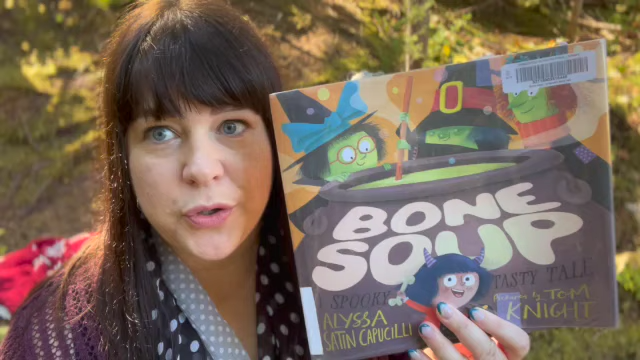 BONE
SOUP
A SPOOKY, TASTY TALE
ALYSSA
SATIN CAPUCILLI
TOM
KNIGHT